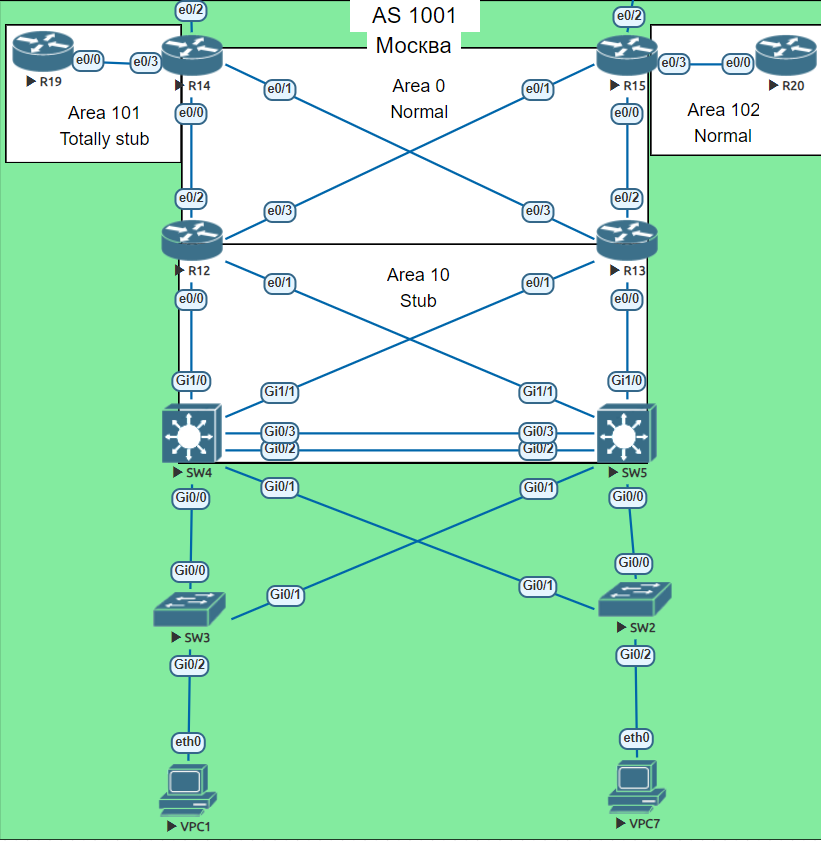 e0/2
AS 1001
e0/2
Москва
R19
e0/0
e0/3
R14
R15
e0/3
e0/0
R20
Area 101
Totally stub
e0/0
e0/1
Area 0
Normal
e0/1
e0/0
Area 102
Normal
e0/2
e0/3
e0/3
e0/2
R12
R13
e0/0
e0/1
Area 10
Stub
e0/1
e0/0
Gi1/0
Gi1/1
Gi1/1
Gi1/0
Gi0/3
Gi0/3
Gi0/2
Gi0/2
SW4
SW5
Gi0/0
Gi0/1
Gi0/1
Gi0/0
Gi0/0
Gi0/1
Gi0/1
Gi0/0
SW3
SW2
Gi0/2
Gi0/2
eth0
eth0
VPC1
VPC7